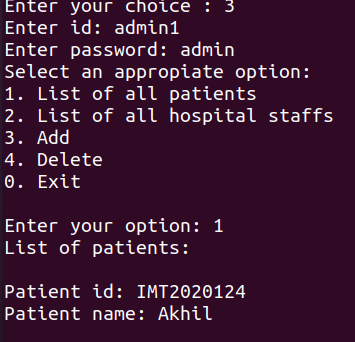 Enter your choice : 3
Enter id: admin1
Enter password: admin
Select an appropiate option:
1. List of all patients
2. List of all hospital staffs
3. Add
4. Delete
0. Exit
Enter your option: 1
List of patients:
Patient id: IMT2020124
Patient name: Akhil